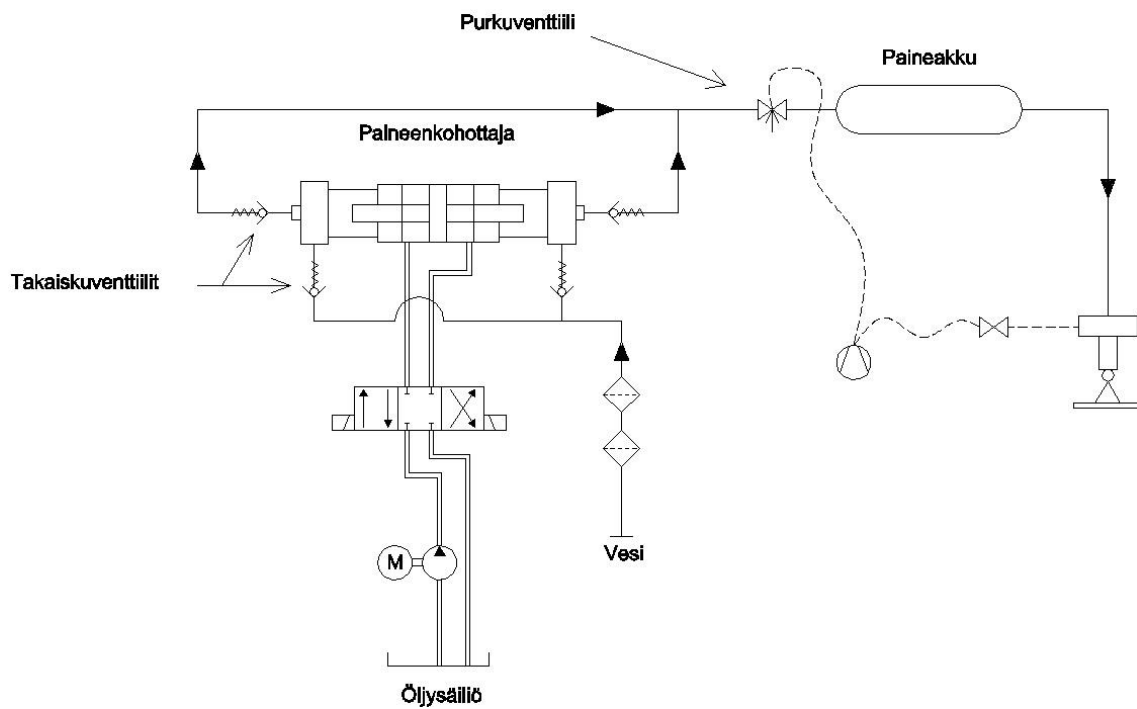 Purkuventtiili
Paineakku
Paineenkohottaja
Takaiskuventtiilit
Vesi
M
Öljysäiliö